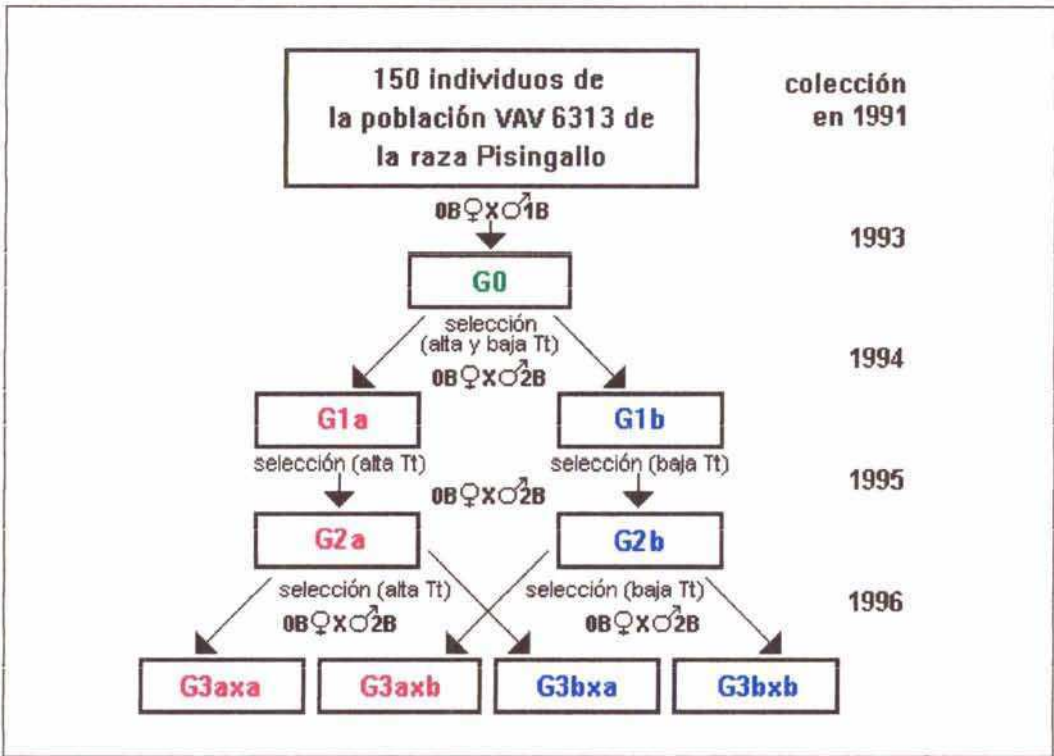 150 individuos de
la población VAV 6313 de
la raza Pisingallo
colección
en 1991
0B♀X♂1B
1993
G0
selección
(alta y baja Tt)
0B♀X♂2B
1994
G1a
G1b
selección (alta Tt)
selección (baja Tt)
0B♀X♂2B
1995
G2a
G2b
selección (alta Tt)
selección (baja Tt)
0B♀X♂2B
0B♀X♂2B
1996
G3axa
G3axb
G3bxa
G3bxb